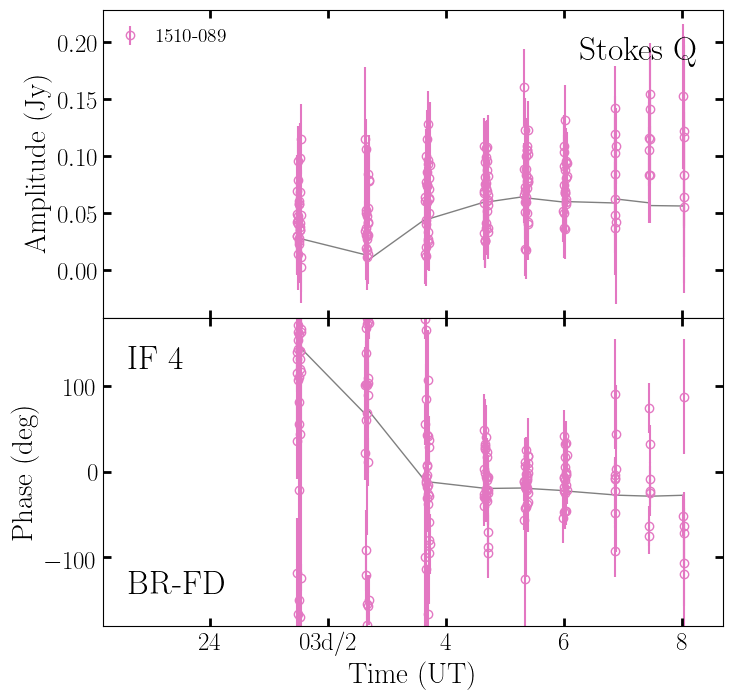 1510-089
Stokes Q
0.20
0.15
0.10
0.05
0.00
Amplitude (Jy)
IF 4
100
0
−100
Phase (deg)
BR-FD
24 03d/2 4 6 8
Time (UT)